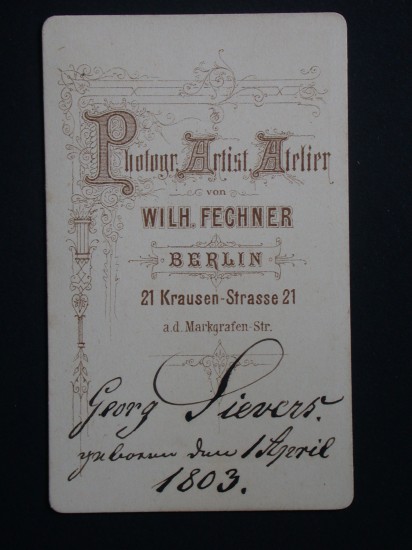 Photogr. Artist. Atelier
von
WILH. FECHNER
BERLIN
21 Krausen-Strasse 21
a.d. Markgrafen-Str.
Georg Sievers.
geboren den 1 April
1803.